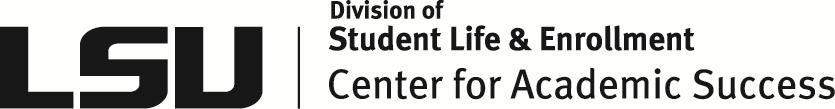 LSU
Division of
Student Life & Enrollment
Center for Academic Success